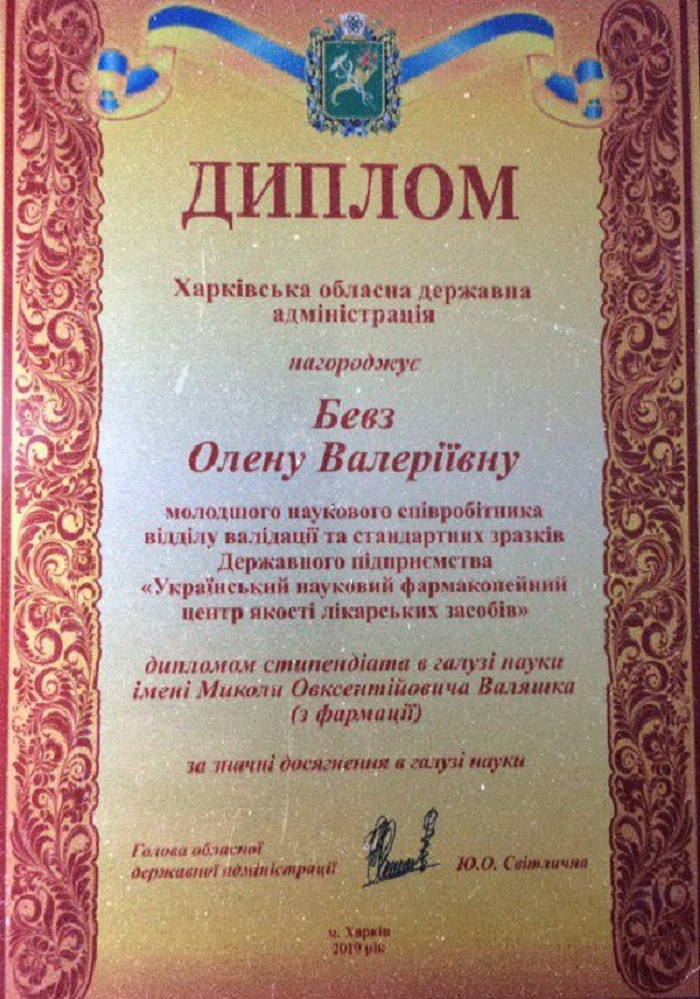 ДИПЛОМ
Харківська обласна державна
адміністрація
нагороджує
Бевз
Олену Валеріївну
молодшого наукового співробітника
відділу валідації та стандартних зразків
Державного підприємства
«Український науковий фармакопейний
центр якості лікарських засобів»
дипломом стипендіата в галузі науки
імені Миколи Овксентійовича Валяшка
(з фармації)
за значні досягнення в галузі науки
Голова обласної
державної адміністрації
Ю.О. Світлична
м. Харків
2019 рік